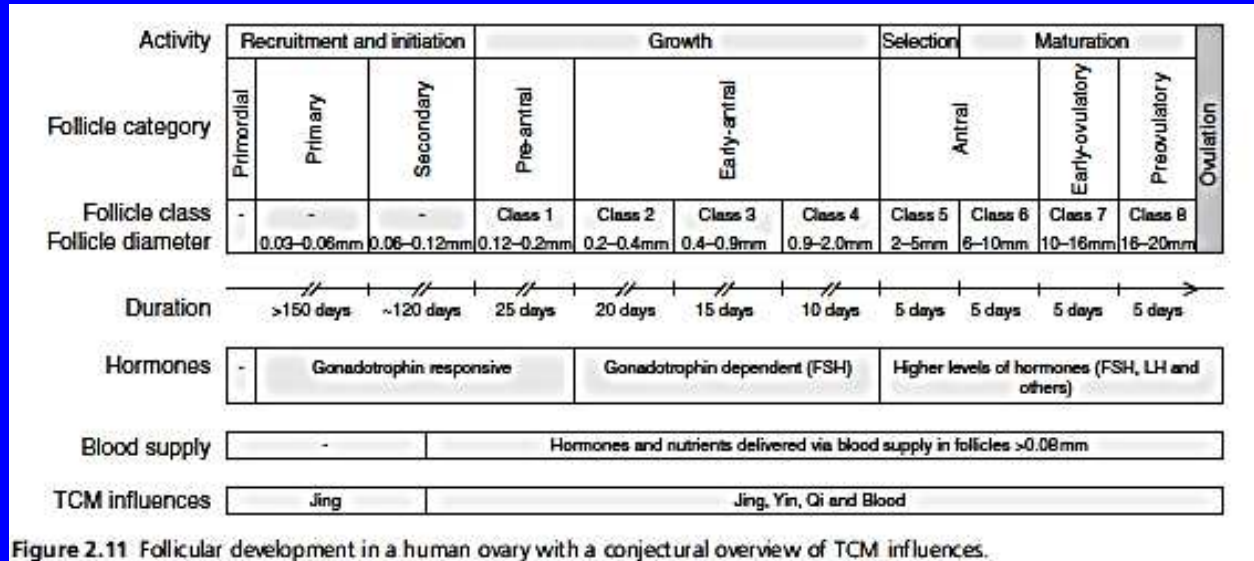 Activity Recruitment and initiation Growth Selection Maturation
Follicle category Primordial Primary Secondary Pre-antral Early-antral Antral Early-ovulatory Preovulatory Ovulation
Follicle class - - - Class 1 Class 2 Class 3 Class 4 Class 5 Class 6 Class 7 Class 8
Follicle diameter 0.03–0.06mm 0.06–0.12mm 0.12–0.2mm 0.2–0.4mm 0.4–0.9mm 0.9–2.0mm 2–5mm 6–10mm 10–16mm 16–20mm
Duration >150 days ~120 days 25 days 20 days 15 days 10 days 5 days 5 days 5 days 5 days
Hormones - Gonadotrophin responsive Gonadotrophin dependent (FSH) Higher levels of hormones (FSH, LH and
others)
Blood supply - Hormones and nutrients delivered via blood supply in follicles >0.08mm
TCM influences Jing Jing, Yin, Qi and Blood
Figure 2.11 Follicular development in a human ovary with a conjectural overview of TCM influences.